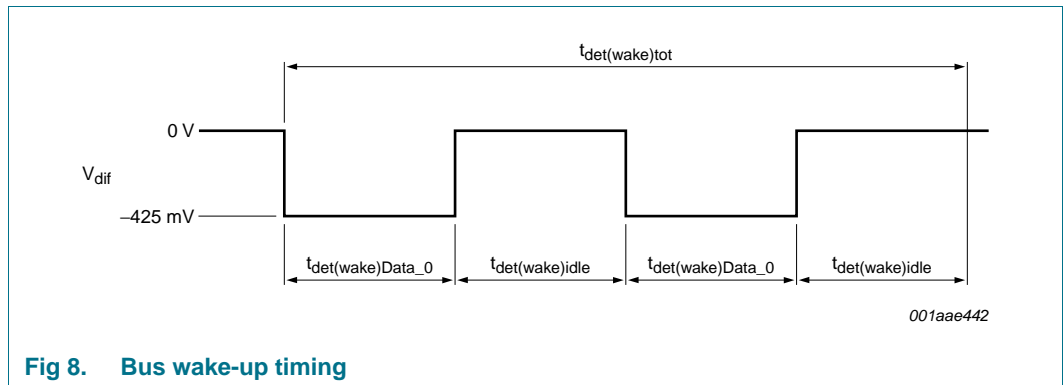 t_det(wake)tot
0 V
V_dif
−425 mV
t_det(wake)Data_0 t_det(wake)idle t_det(wake)Data_0 t_det(wake)idle
001aae442
Fig 8. Bus wake-up timing